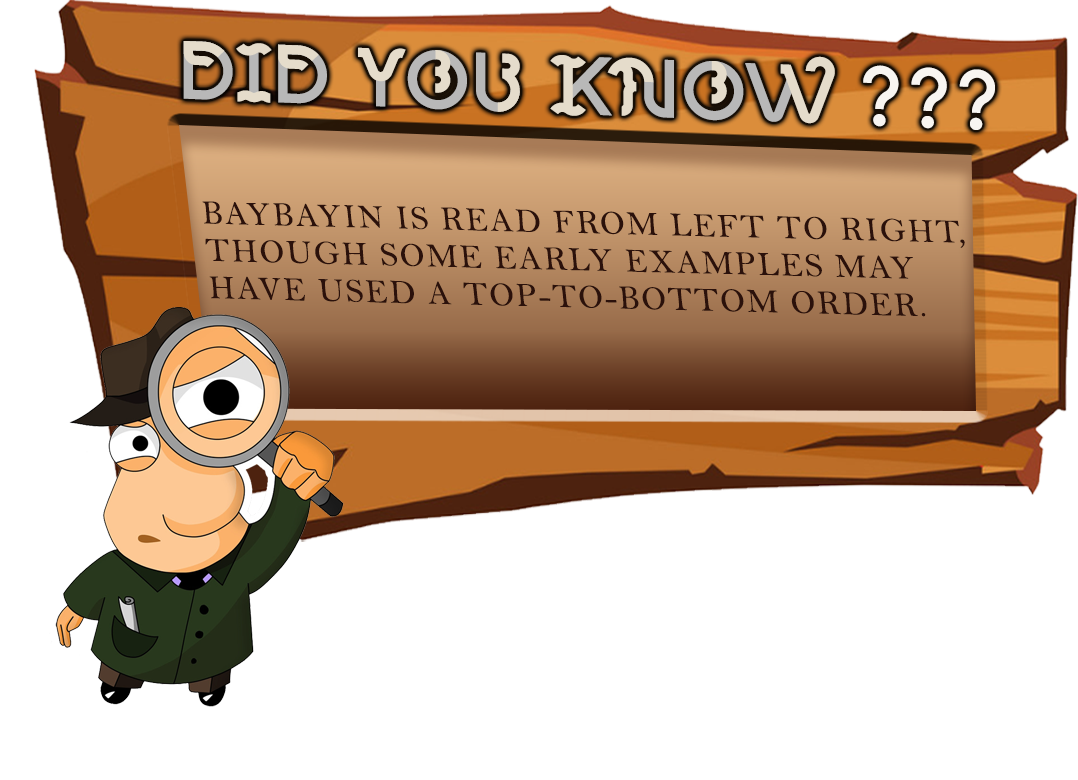 DID YOU KNOW ???
BAYBAYIN IS READ FROM LEFT TO RIGHT,
THOUGH SOME EARLY EXAMPLES MAY
HAVE USED A TOP-TO-BOTTOM ORDER.